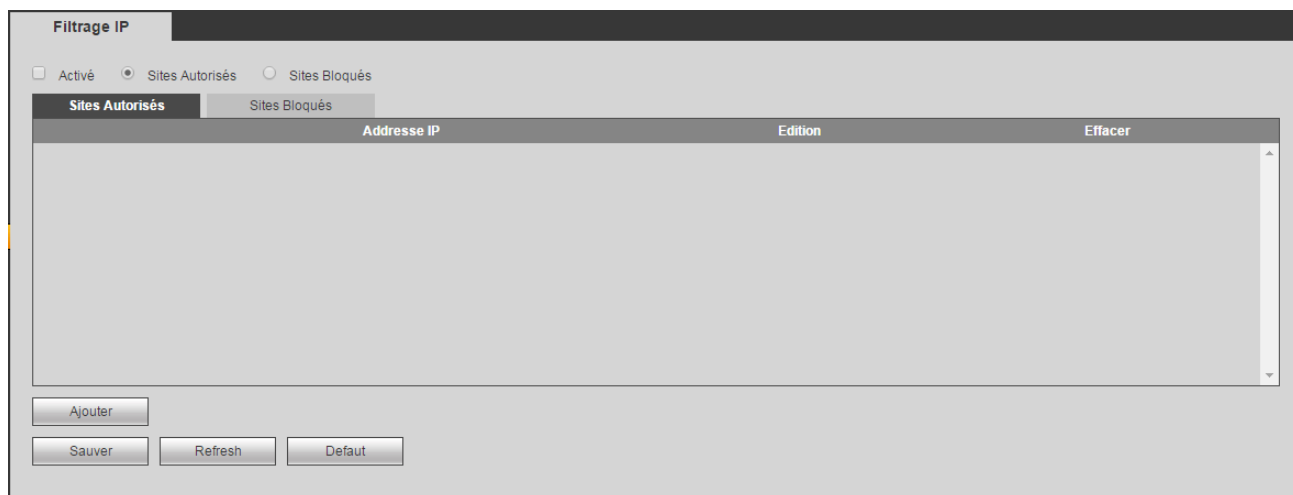 Filtrage IP
Activé Sites Autorisés Sites Bloqués
Sites Autorisés Sites Bloqués
Addresse IP Edition Effacer
Ajouter
Sauver Refresh Defaut